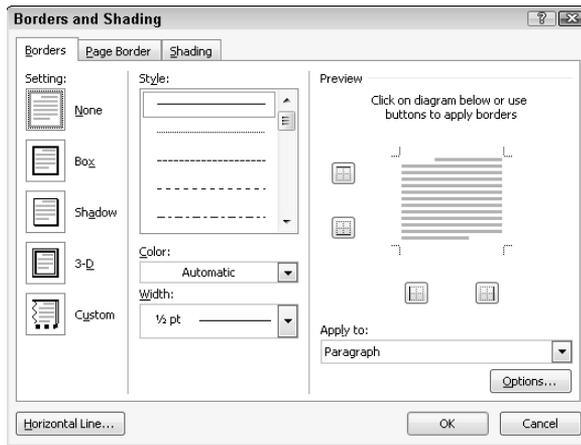 Borders and Shading
Borders
Page Border
Shading
Setting:
None
Box
Shadow
3-D
Custom
Style:
Color:
Automatic
Width:
½ pt
Preview
Click on diagram below or use
buttons to apply borders
Apply to:
Paragraph
Options...
Horizontal Line...
OK
Cancel